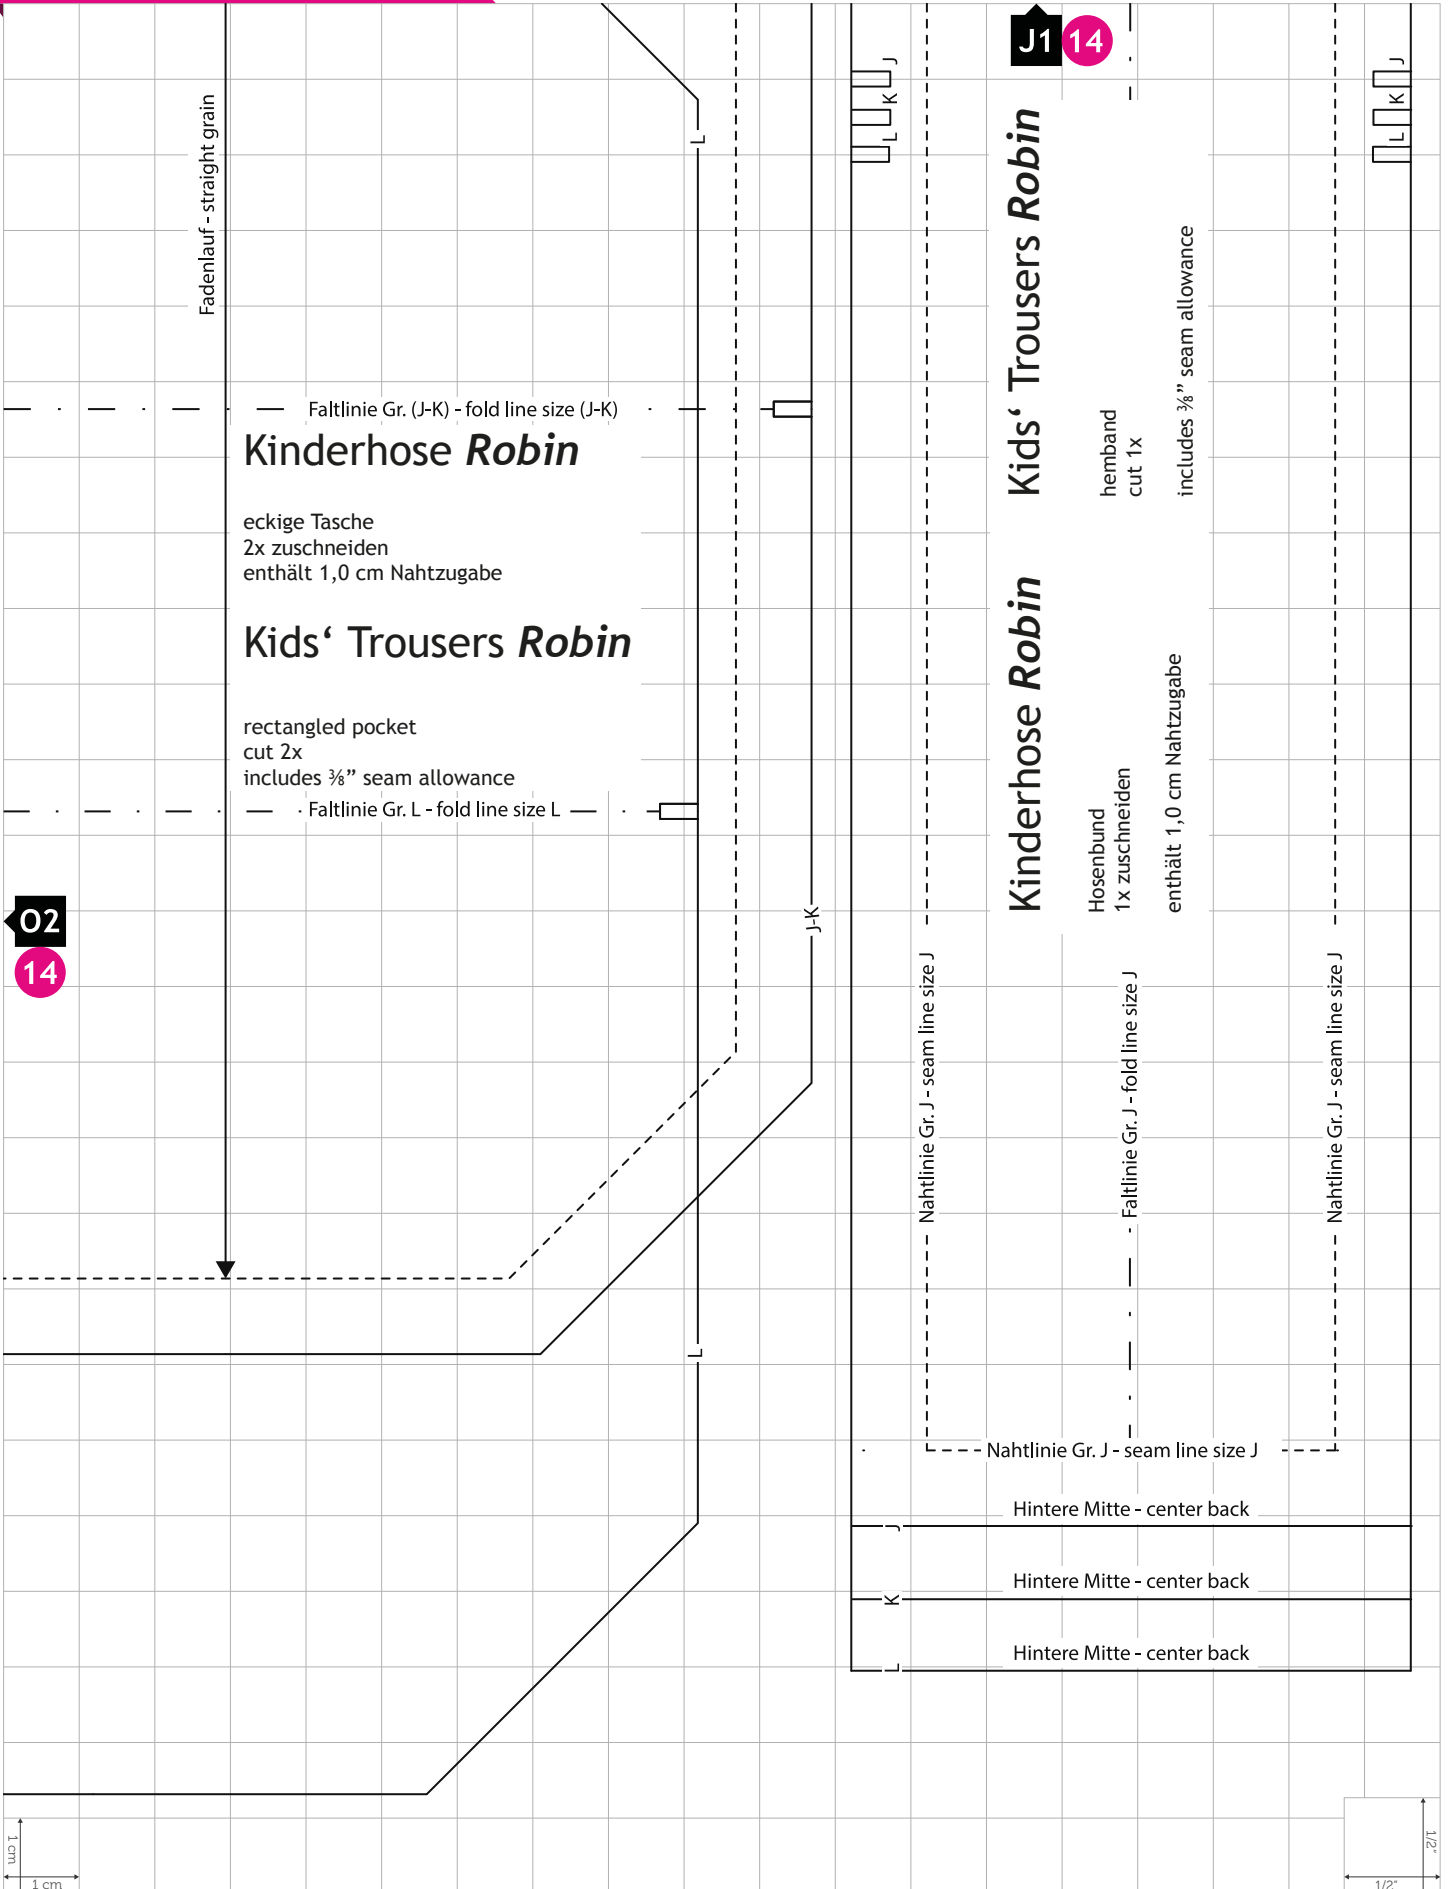 J1 14
Fadenlauf - straight grain
L
J
K
L
J
K
L
Faltlinie Gr. (J-K) - fold line size (J-K)
Kinderhose Robin
eckige Tasche
2x zuschneiden
enthält 1,0 cm Nahtzugabe
Kids‘ Trousers Robin
rectangled pocket
cut 2x
includes ⅜” seam allowance
Faltlinie Gr. L - fold line size L
O2
14
J-K
L
Kids‘ Trousers Robin
hemband
cut 1x
includes ⅜” seam allowance
Kinderhose Robin
Hosenbund
1x zuschneiden
enthält 1,0 cm Nahtzugabe
Nahtlinie Gr. J - seam line size J
Faltlinie Gr. J - fold line size J
Nahtlinie Gr. J - seam line size J
Nahtlinie Gr. J - seam line size J
Hintere Mitte - center back
J
Hintere Mitte - center back
K
Hintere Mitte - center back
L
1 cm
1 cm
1/2"
1/2"